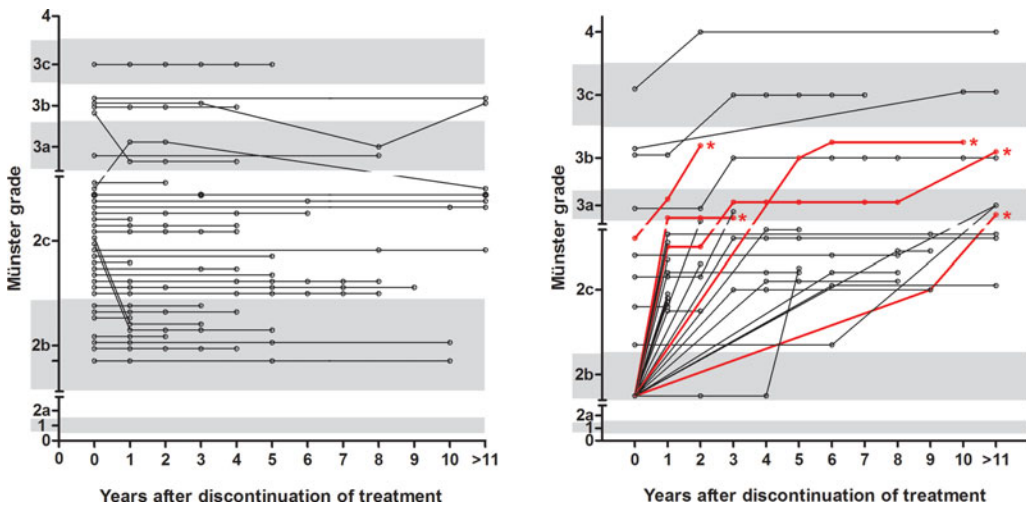 4
3c
3b
3a
2c
2b
2a
1
0
Münster grade
0 0 1 2 3 4 5 6 7 8 9 10 >11
Years after discontinuation of treatment
4
3c
3b
3a
2c
2b
2a
1
0
Münster grade
* * * * *
0 1 2 3 4 5 6 7 8 9 10 >11
Years after discontinuation of treatment